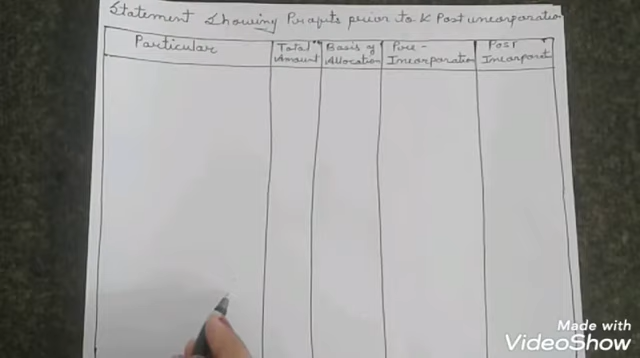 Statement Showing Profits prior to & Post incorporation
Particular
Total Amount
Basis of Allocation
Pre-Incorporation
Post Incorporat
Made with
VideoShow